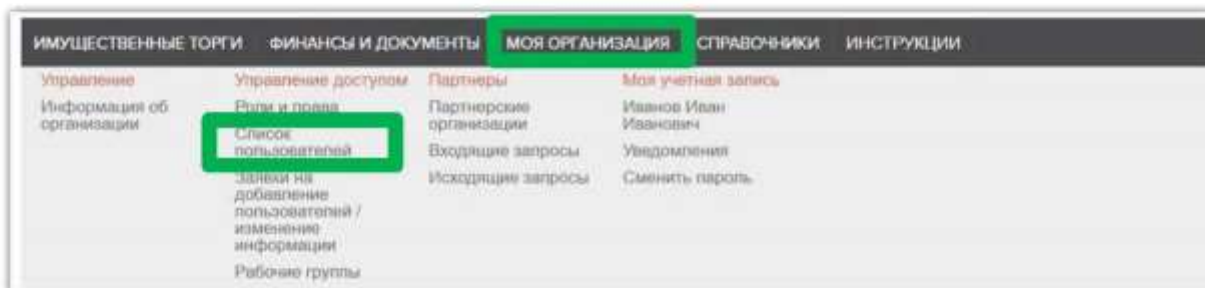 ИМУЩЕСТВЕННЫЕ ТОРГИ ФИНАНСЫ И ДОКУМЕНТЫ МОЯ ОРГАНИЗАЦИЯ СПРАВОЧНИКИ ИНСТРУКЦИИ
Управление
Информация об
организации
Управление доступом
Роли и права
Список
пользователей
Заявки на
добавление
пользователей /
изменение
информации
Рабочие группы
Партнеры
Партнерские
организации
Входящие запросы
Исходящие запросы
Моя учетная запись
Иванов Иван
Иванович
Уведомления
Сменить пароль